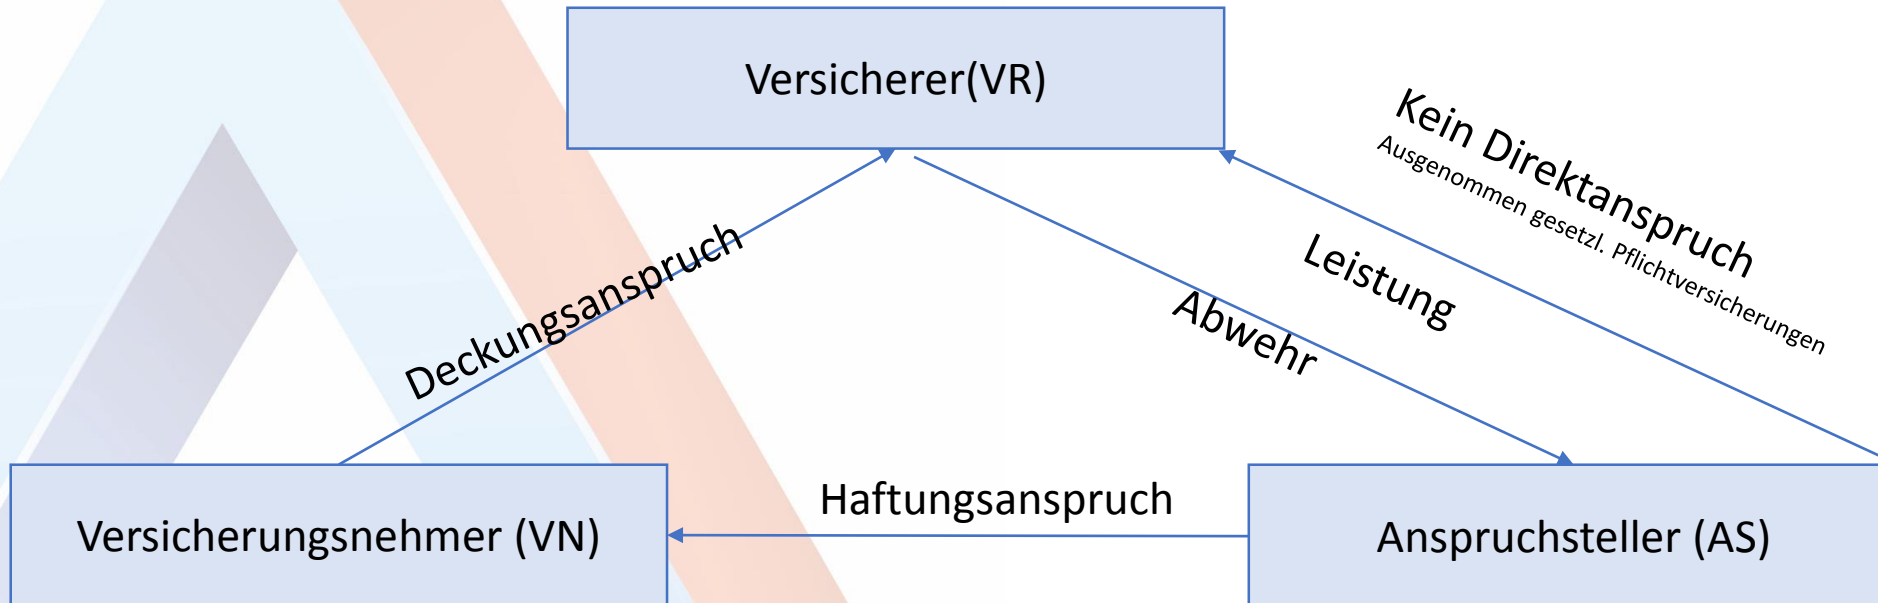 Versicherer(VR)
Kein Direktanspruch
Ausgenommen gesetzl. Pflichtversicherungen
Leistung
Abwehr
Deckungsanspruch
Haftungsanspruch
Versicherungsnehmer (VN)
Anspruchsteller (AS)